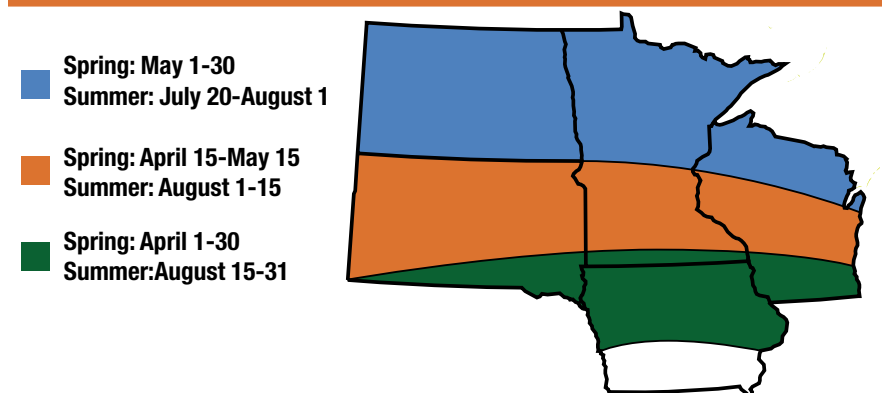 Spring: May 1-30
Summer: July 20-August 1
Spring: April 15-May 15
Summer: August 1-15
Spring: April 1-30
Summer:August 15-31